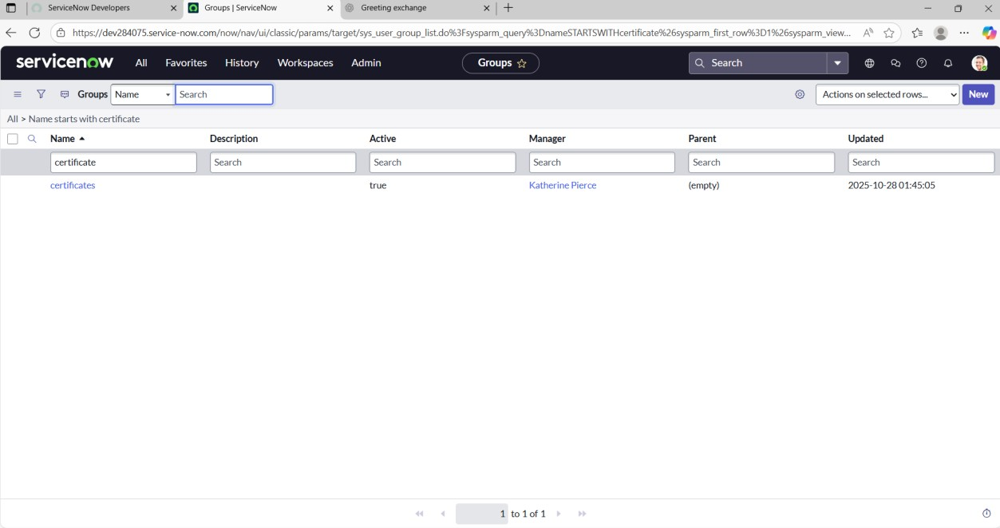 ServiceNow Developers
Groups | ServiceNow
Greeting exchange
https://dev284075.service-now.com/now/nav/ui/classic/params/target/sys_user_group_list.do%3Fsysparm_query%3DnameSTARTSWITHcertificate%26sysparm_first_row%3D1%26sysparm_view...
servicenow All Favorites History Workspaces Admin Groups Search
Groups Name Search Actions on selected rows... New
All > Name starts with certificate
Name Description Active Manager Parent Updated
certificate Search Search Search Search Search
certificates true Katherine Pierce (empty) 2025-10-28 01:45:05
1 to 1 of 1